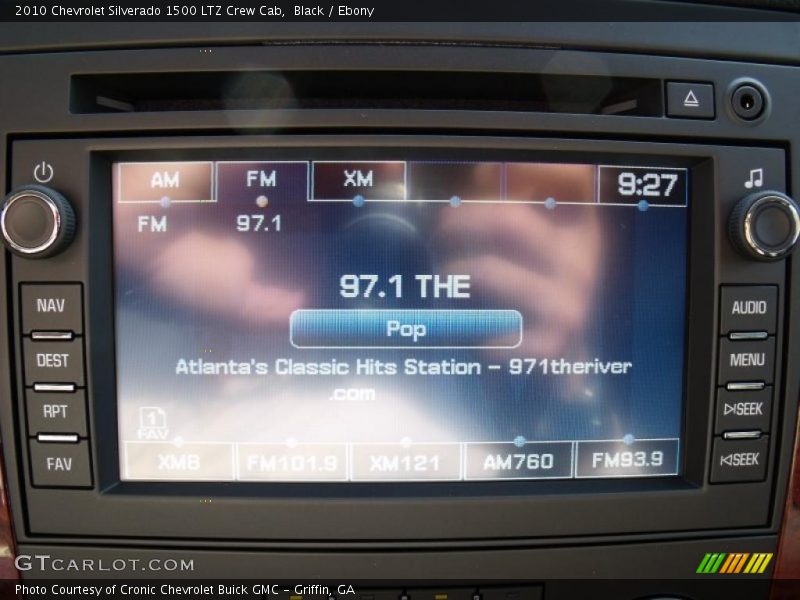 2010 Chevrolet Silverado 1500 LTZ Crew Cab,  Black / Ebony
AM FM XM 9:27
FM 97.1
97.1 THE
Pop
Atlanta's Classic Hits Station - 971theriver
.com
1
FAV
XM8 FM101.9 XM121 AM760 FM93.9
NAV
DEST
RPT
FAV
AUDIO
MENU
▷SEEK
◁SEEK
GTCARLOT.COM
Photo Courtesy of Cronic Chevrolet Buick GMC - Griffin, GA